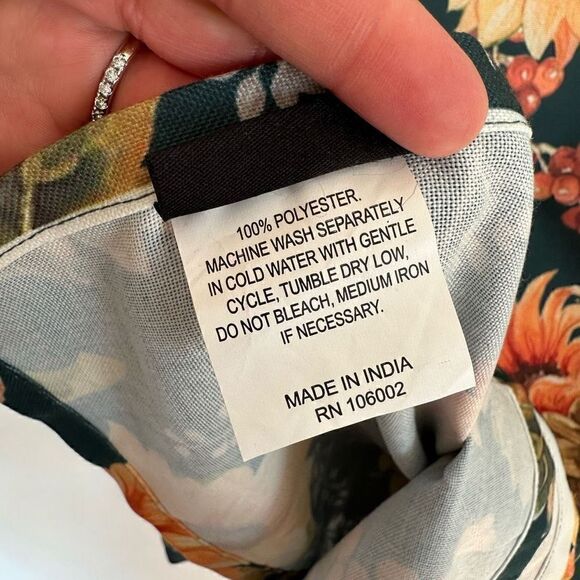 100% POLYESTER.
MACHINE WASH SEPARATELY
IN COLD WATER WITH GENTLE
CYCLE, TUMBLE DRY LOW,
DO NOT BLEACH, MEDIUM IRON
IF NECESSARY.
MADE IN INDIA
RN 106002